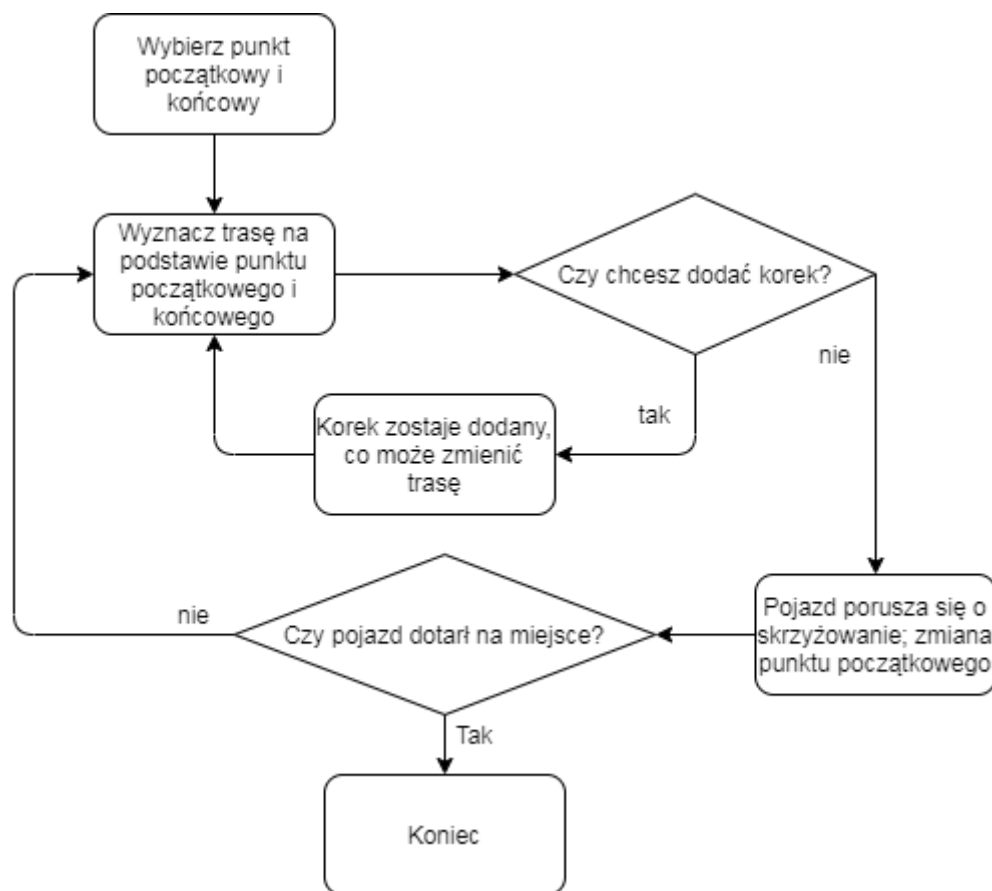 Wybierz punkt
początkowy i
końcowy
Wyznacz trasę na
podstawie punktu
początkowego i
końcowego
Czy chcesz dodać korek?
nie
tak
Korek zostaje dodany,
co może zmienić
trasę
Pojazd porusza się o
skrzyżowanie; zmiana
punktu początkowego
Czy pojazd dotarł na miejsce?
nie
Tak
Koniec